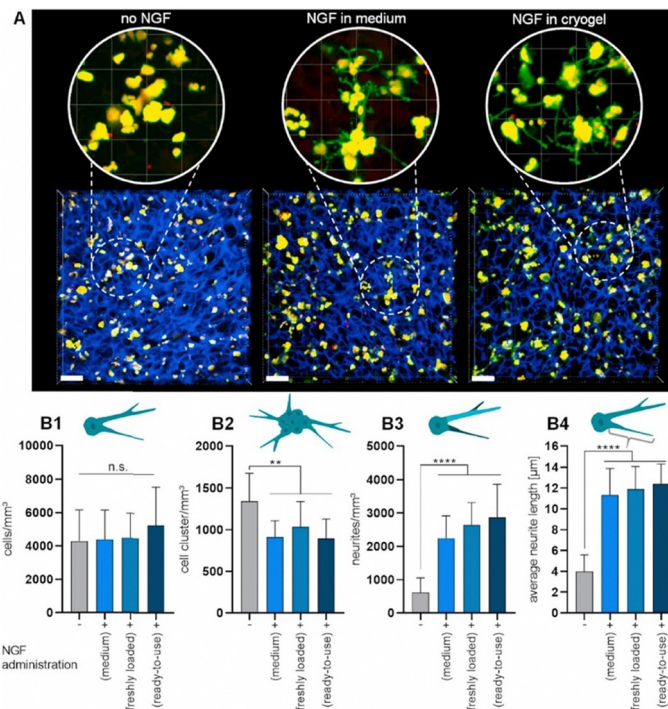 A
no NGF
NGF in medium
NGF in cryogel
B1
cells/mm³
10000
8000
6000
4000
2000
0
n.s.
-
+
+
+
(medium)
freshly loaded)
(ready-to-use)
B2
cell cluster/mm³
2000
1500
1000
500
0
**
-
+
+
+
(medium)
freshly loaded)
(ready-to-use)
B3
neurites/mm³
5000
4000
3000
2000
1000
0
****
-
+
+
+
(medium)
freshly loaded)
(ready-to-use)
B4
average neurite length [µm]
16
14
12
10
8
6
4
2
0
****
-
+
+
+
(medium)
freshly loaded)
(ready-to-use)
NGF
administration